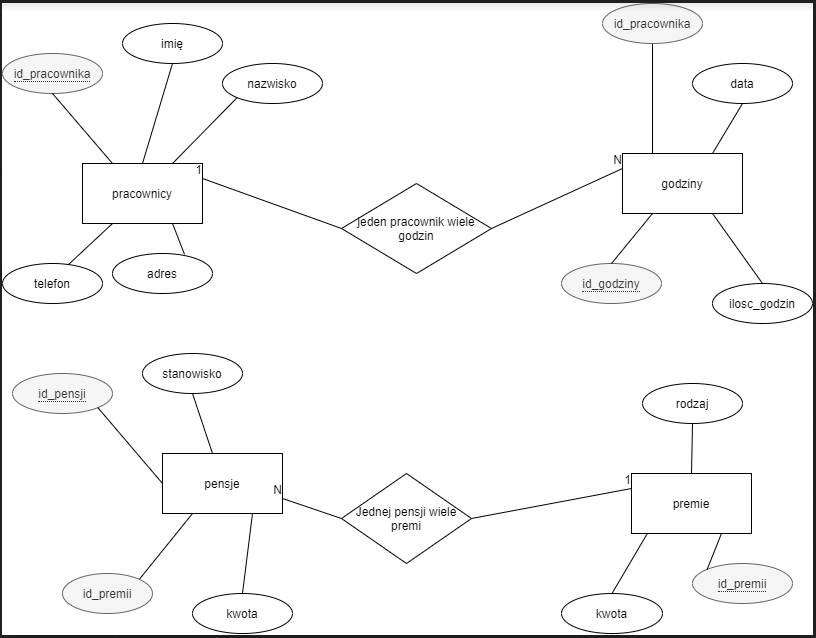 id_pracownika
imię
id_pracownika
nazwisko
data
1
N
pracownicy
godziny
jeden pracownik wiele
godzin
telefon
adres
id_godziny
ilosc_godzin
stanowisko
id_pensji
rodzaj
pensje
N
1
premie
Jednej pensji wiele
premi
id_premii
kwota
kwota
id_premii